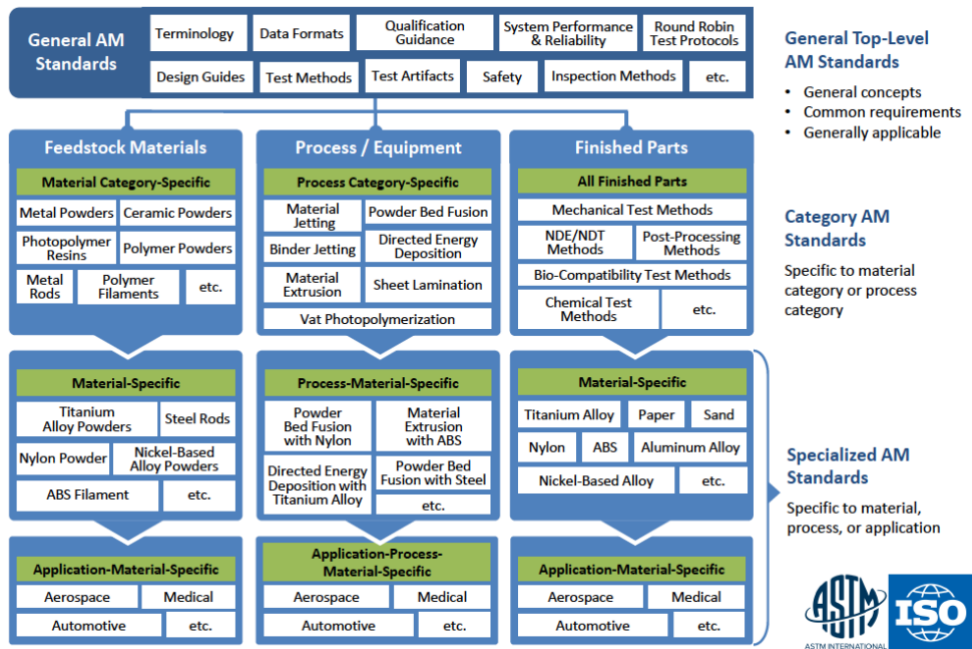 General AM
Standards
Terminology
Data Formats
Qualification
Guidance
System Performance
& Reliability
Round Robin
Test Protocols
Design Guides
Test Methods
Test Artifacts
Safety
Inspection Methods
etc.
General Top-Level
AM Standards
• General concepts
• Common requirements
• Generally applicable
Feedstock Materials
Material Category-Specific
Metal Powders
Ceramic Powders
Photopolymer
Resins
Polymer Powders
Metal
Rods
Polymer
Filaments
etc.
Process / Equipment
Process Category-Specific
Material
Jetting
Powder Bed Fusion
Binder Jetting
Directed Energy
Deposition
Material
Extrusion
Sheet Lamination
Vat Photopolymerization
Finished Parts
All Finished Parts
Mechanical Test Methods
NDE/NDT
Methods
Post-Processing
Methods
Bio-Compatibility Test Methods
Chemical Test
Methods
etc.
Category AM
Standards
Specific to material
category or process
category
Material-Specific
Titanium
Alloy Powders
Steel Rods
Nylon Powder
Nickel-Based
Alloy Powders
ABS Filament
etc.
Process-Material-Specific
Powder
Bed Fusion
with Nylon
Material
Extrusion
with ABS
Directed Energy
Deposition with
Titanium Alloy
Powder Bed
Fusion with Steel
etc.
Material-Specific
Titanium Alloy
Paper
Sand
Nylon
ABS
Aluminum Alloy
Nickel-Based Alloy
etc.
Specialized AM
Standards
Specific to material,
process, or application
Application-Material-Specific
Aerospace
Medical
Automotive
etc.
Application-Process-
Material-Specific
Aerospace
Medical
Automotive
etc.
Application-Material-Specific
Aerospace
Medical
Automotive
etc.
ASTM
ASTM INTERNATIONAL
ISO